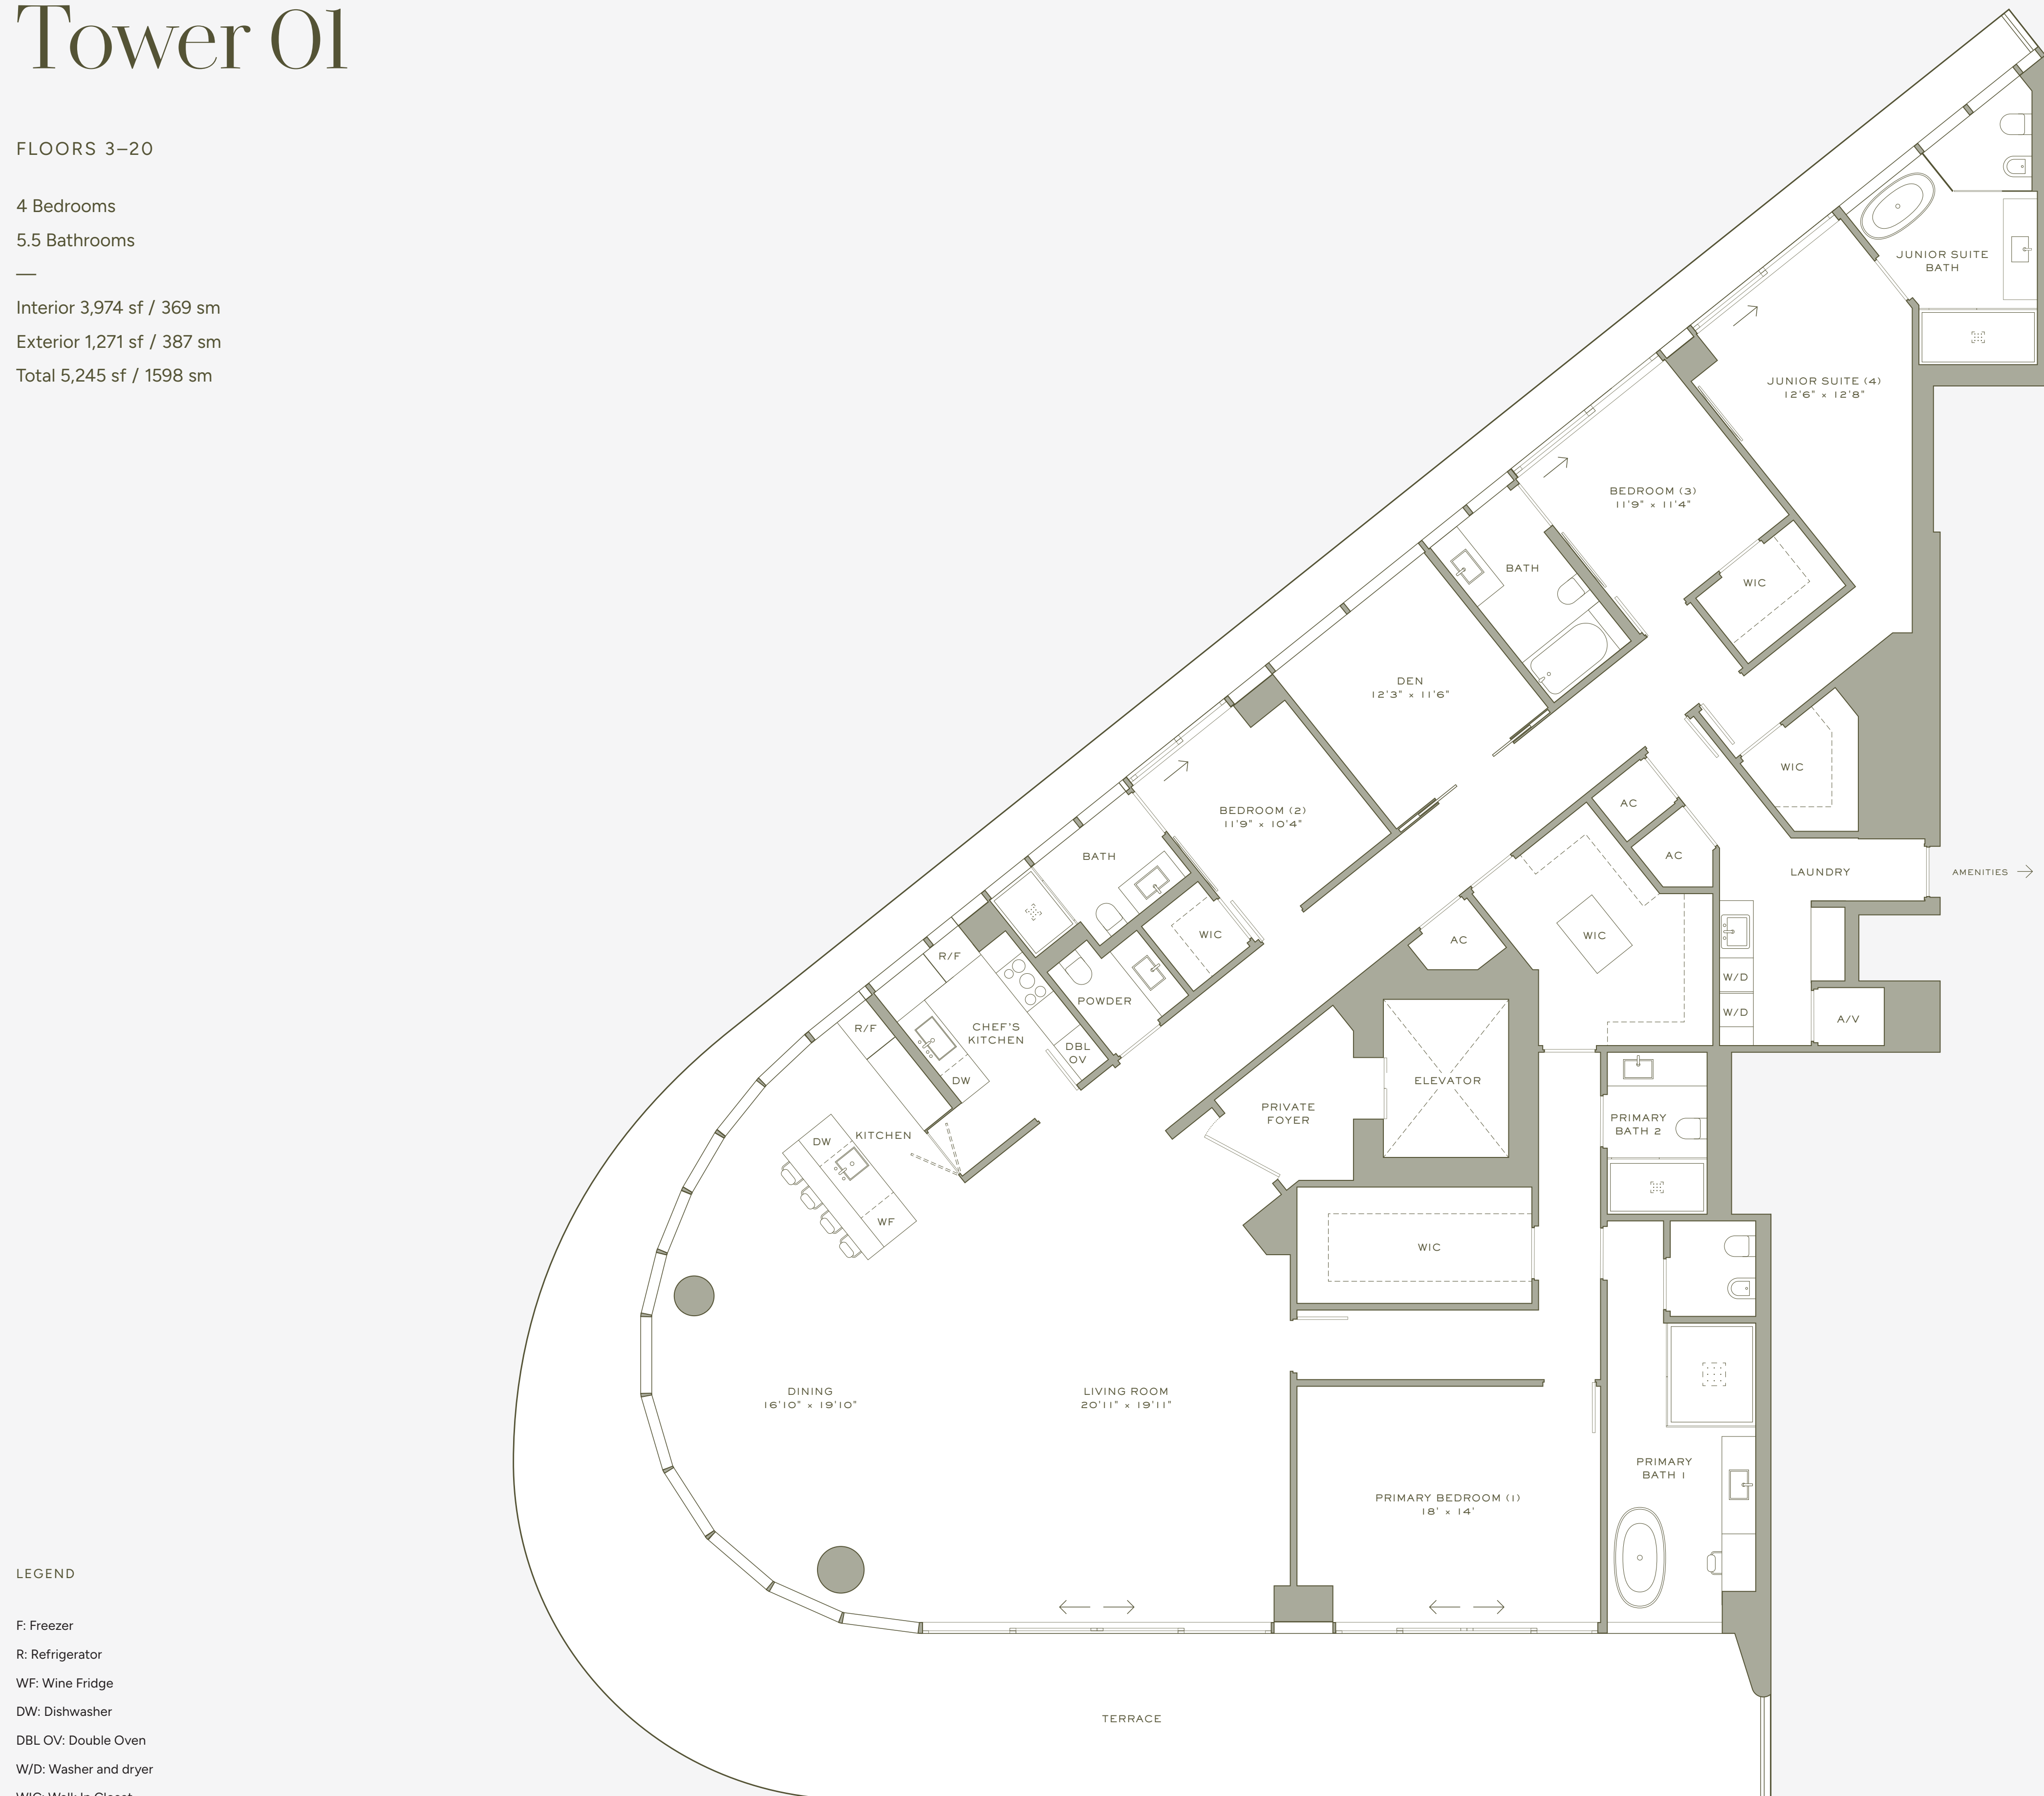 Tower 01
FLOORS 3–20
4 Bedrooms
5.5 Bathrooms
—
Interior 3,974 sf / 369 sm
Exterior 1,271 sf / 387 sm
Total 5,245 sf / 1598 sm
JUNIOR SUITE
BATH
JUNIOR SUITE (4)
12'6" × 12'8"
BEDROOM (3)
11'9" × 11'4"
BATH
WIC
DEN
12'3" × 11'6"
WIC
AC
BEDROOM (2)
11'9" × 10'4"
BATH
AC
LAUNDRY
AMENITIES
WIC
AC
WIC
R/F
W/D
POWDER
W/D
A/V
R/F
CHEF'S
KITCHEN
DBL
OV
DW
ELEVATOR
PRIVATE
FOYER
PRIMARY
BATH 2
KITCHEN
DW
WF
WIC
DINING
16'10" × 19'10"
LIVING ROOM
20'11" × 19'11"
PRIMARY
BATH 1
PRIMARY BEDROOM (1)
18' × 14'
TERRACE
LEGEND
F: Freezer
R: Refrigerator
WF: Wine Fridge
DW: Dishwasher
DBL OV: Double Oven
W/D: Washer and dryer
WIC: Walk In Closet